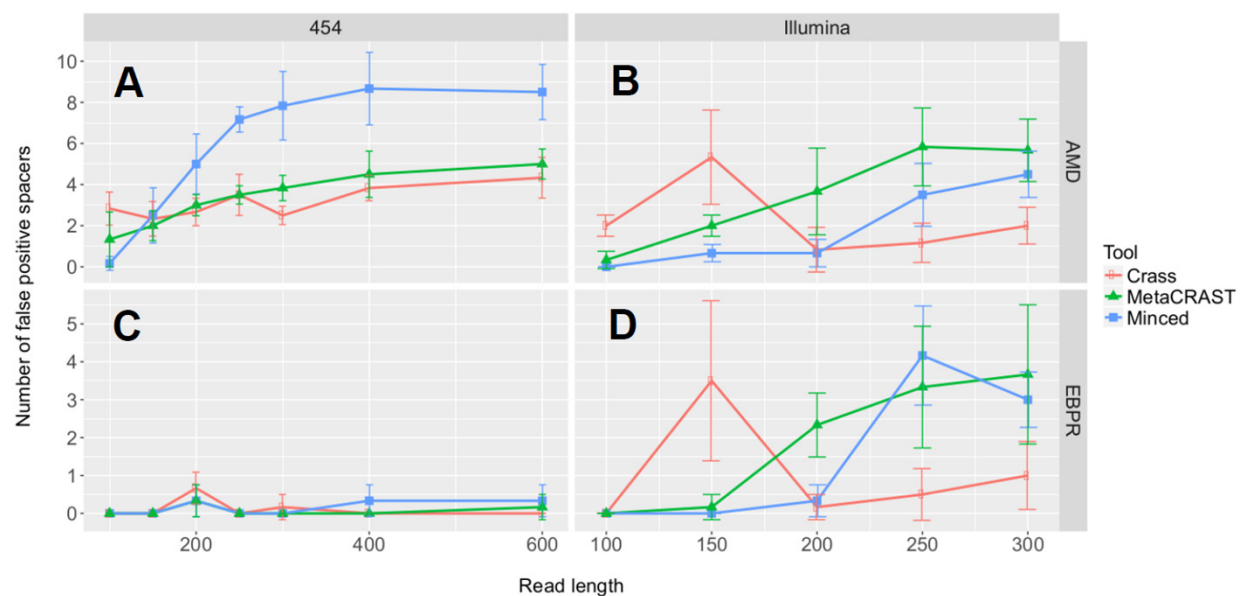 454
Illumina
Number of false positive spacers
10
8
6
4
2
0
A
B
AMD
5
4
3
2
1
0
C
D
EBPR
200
400
600
100
150
200
250
300
Read length
Tool
Crass
MetaCRAST
Minced